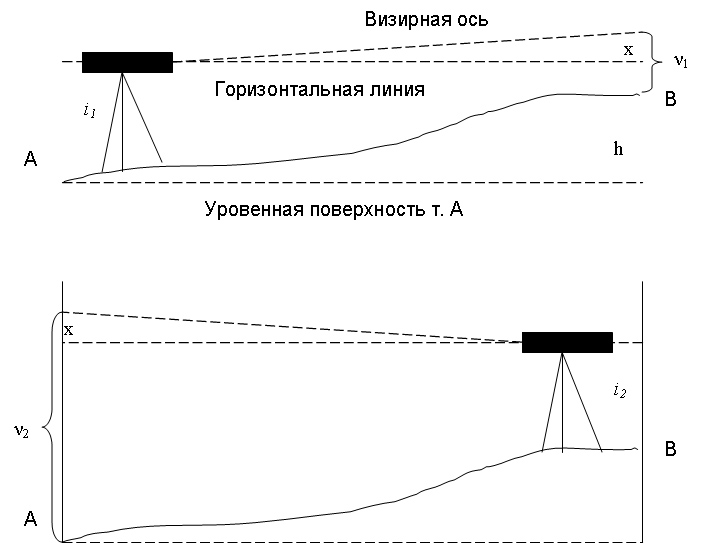 Визирная ось
x
ν1
Горизонтальная линия
i1
B
A
h
Уровенная поверхность т. А
x
i2
ν2
B
A